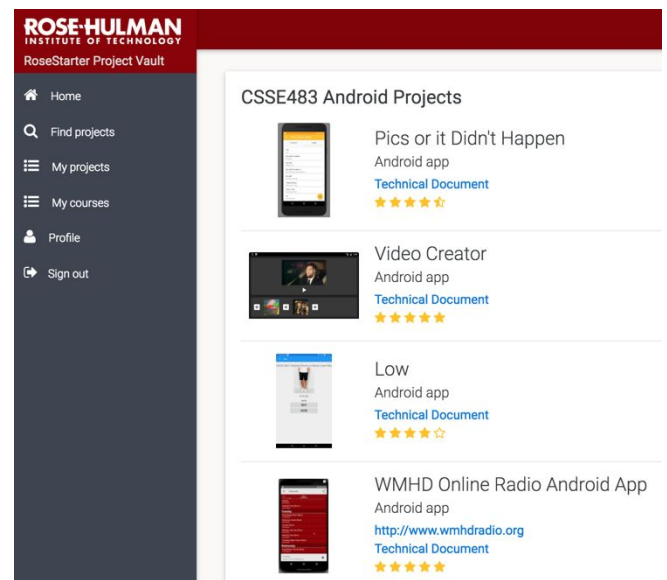 ROSE-HULMAN
INSTITUTE OF TECHNOLOGY
RoseStarter Project Vault
Home
Find projects
My projects
My courses
Profile
Sign out
CSSE483 Android Projects
Pics or it Didn't Happen
Android app
Technical Document
Video Creator
Android app
Technical Document
Low
Android app
Technical Document
WMHD Online Radio Android App
Android app
http://www.wmhdradio.org
Technical Document